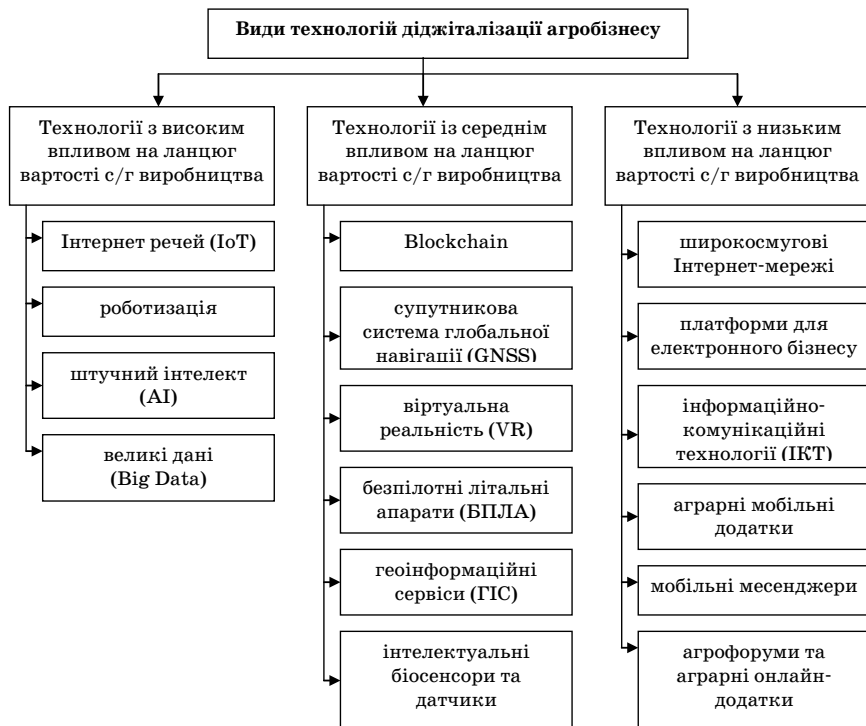 Види технологій діджіталізації агробізнесу
Технології з високим
впливом на ланцюг
вартості с/г виробництва
Інтернет речей (IoT)
роботизація
штучний інтелект
(AI)
великі дані
(Big Data)
Технології із середнім
впливом на ланцюг
вартості с/г виробництва
Blockchain
супутникова
система глобальної
навігації (GNSS)
віртуальна
реальність (VR)
безпілотні літальні
апарати (БПЛА)
геоінформаційні
сервіси (ГІС)
інтелектуальні
біосенсори та
датчики
Технології з низьким
впливом на ланцюг
вартості с/г виробництва
широкосмугові
Інтернет-мережі
платформи для
електронного бізнесу
інформаційно-
комунікаційні
технології (ІКТ)
аграрні мобільні
додатки
мобільні месенджери
агрофоруми та
аграрні онлайн-
додатки